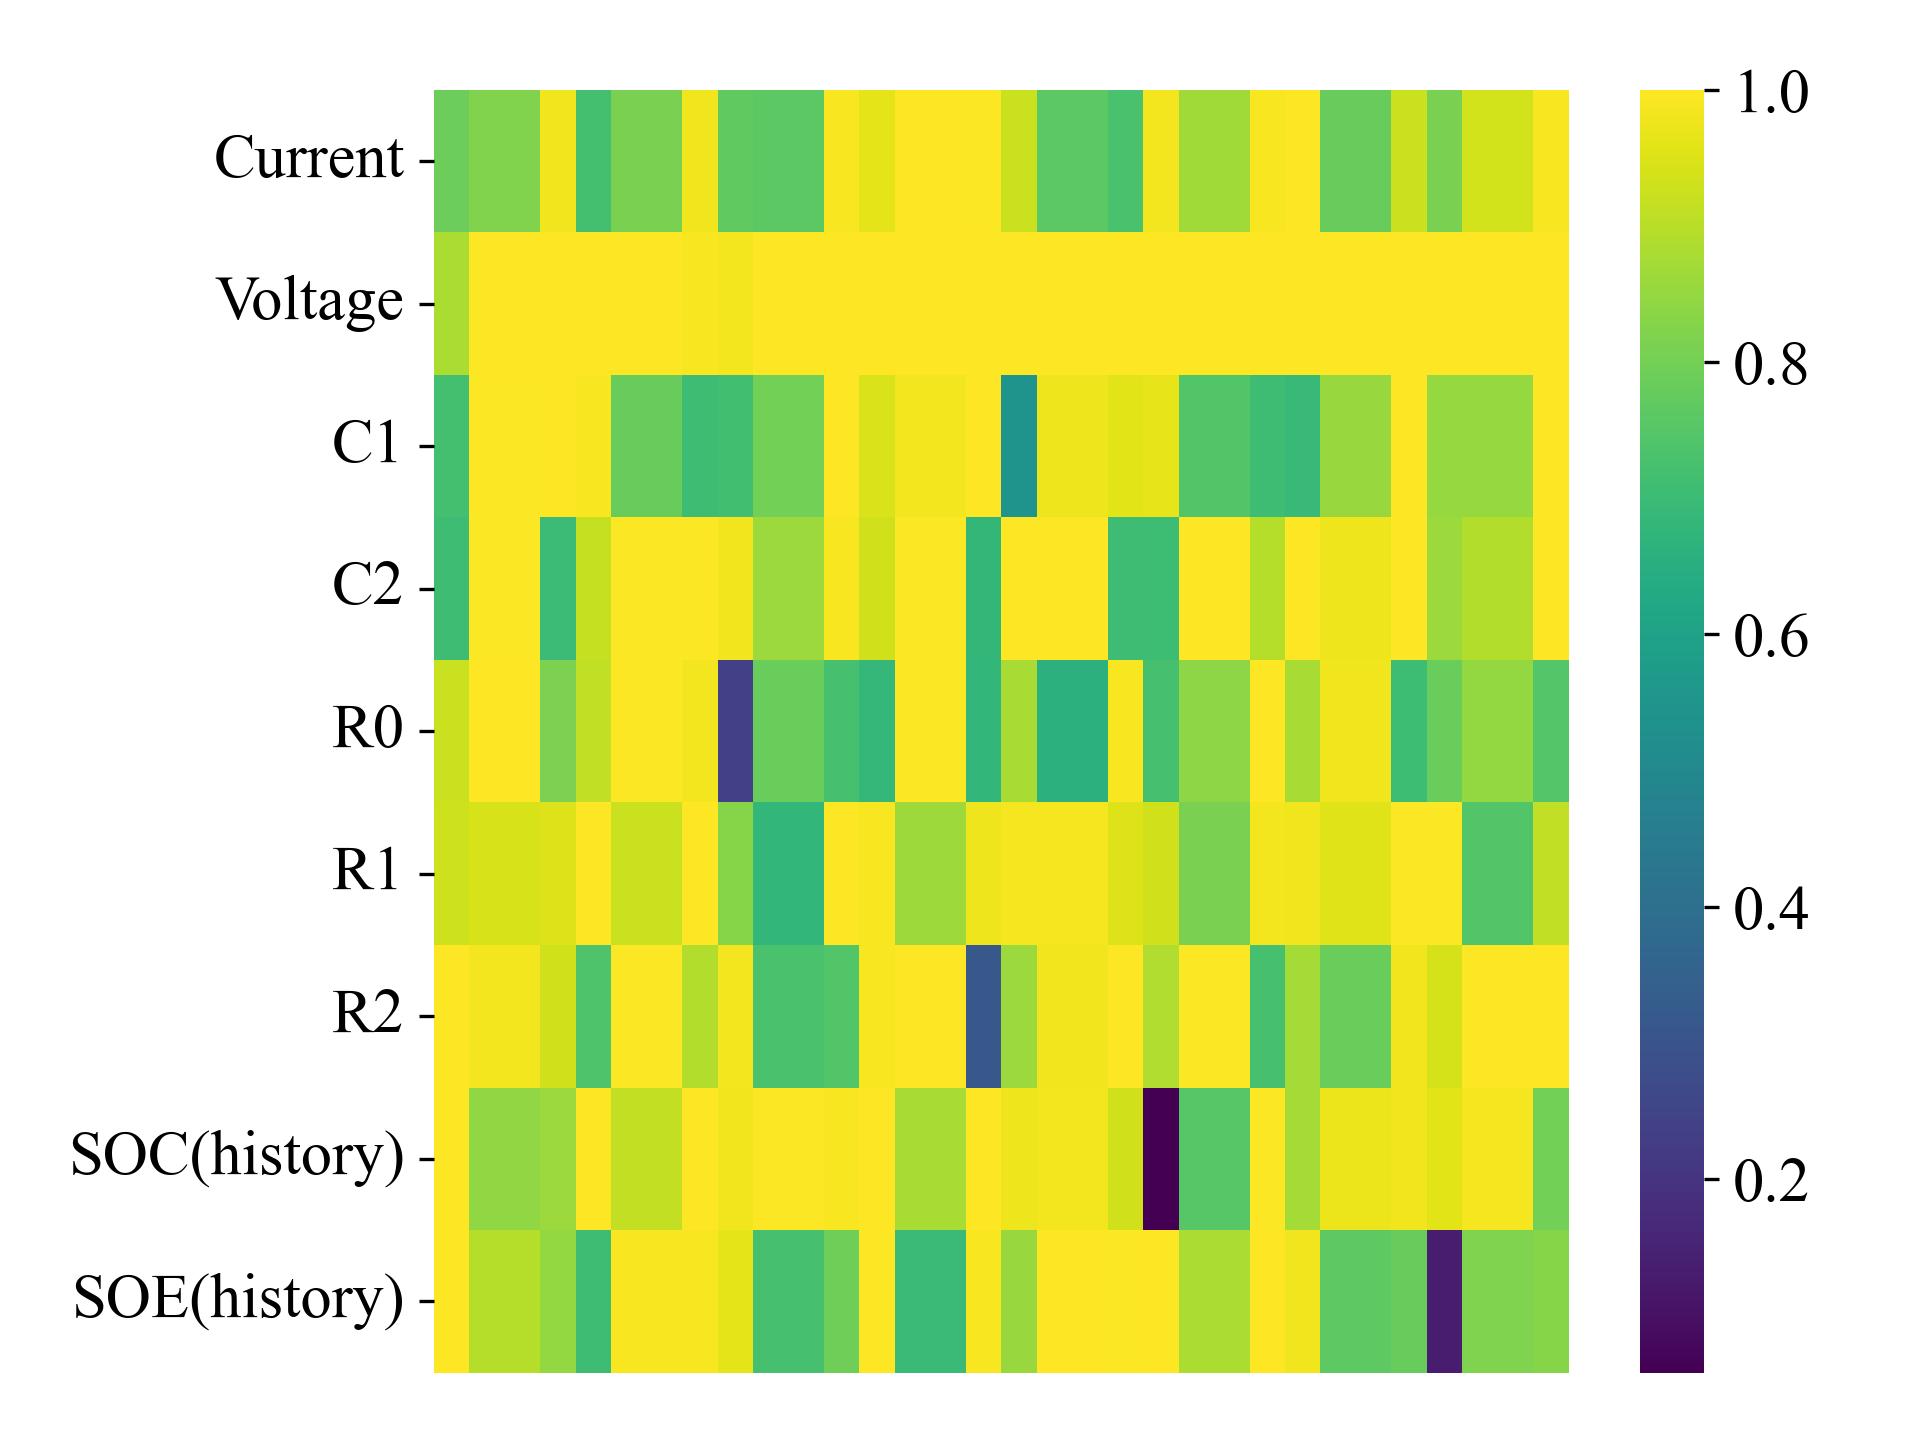 Current
Voltage
C1
C2
R0
R1
R2
SOC(history)
SOE(history)
1.0
0.8
0.6
0.4
0.2